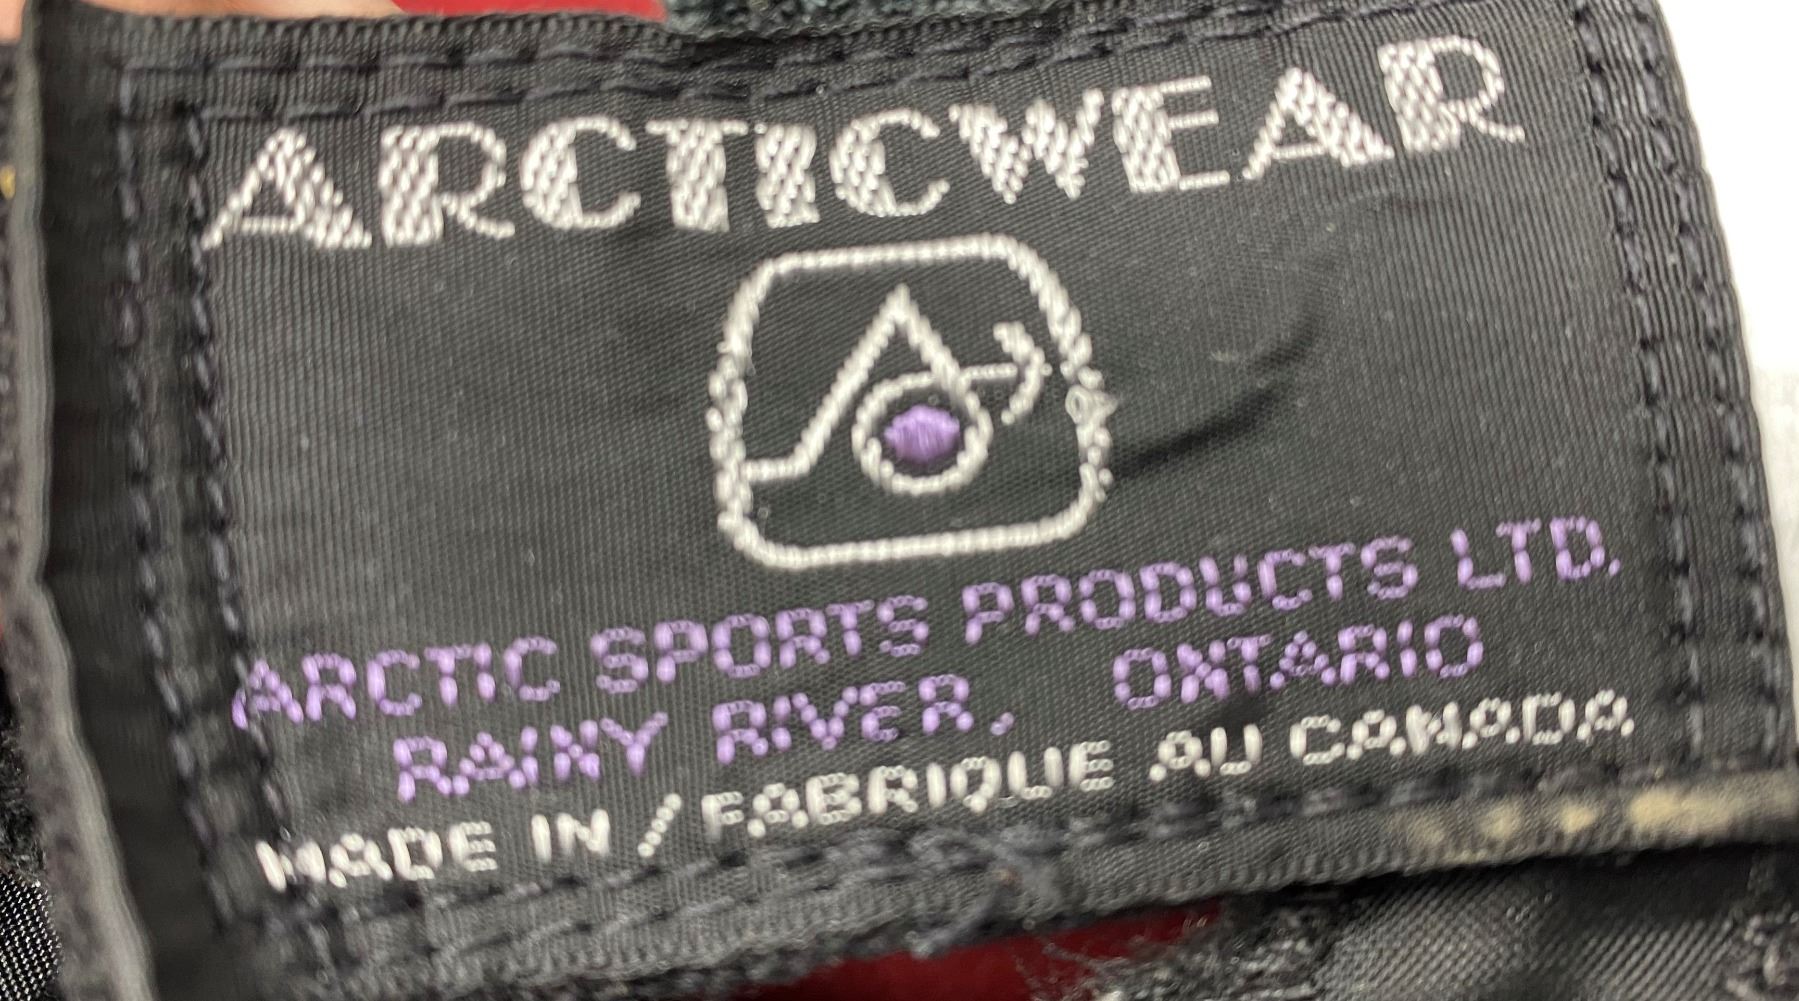 ARCTICWEAR
ARCTIC SPORTS PRODUCTS LTD.
RAINY RIVER, ONTARIO
MADE IN / FABRIQUE AU CANADA